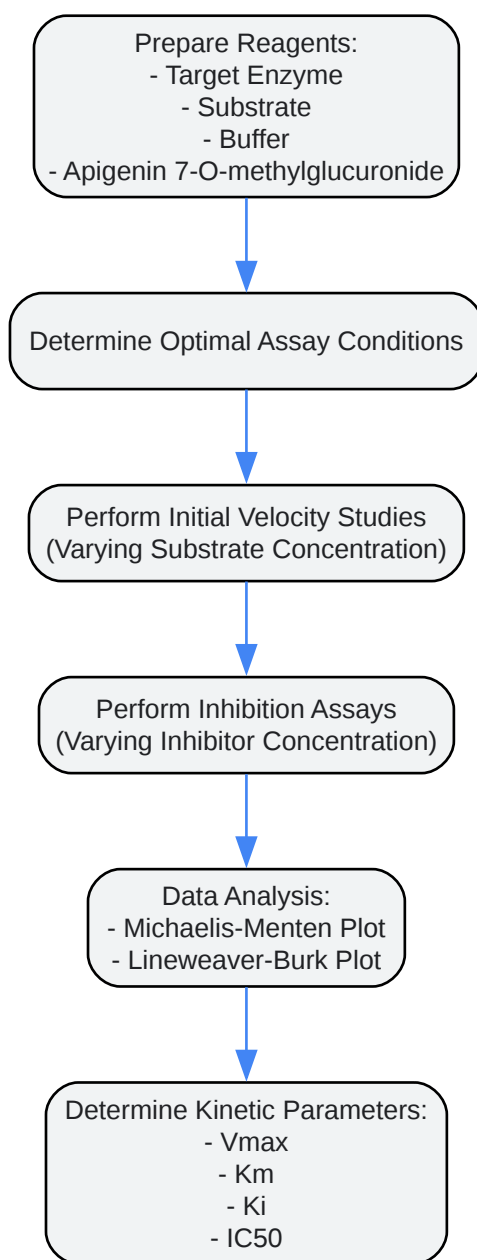 Prepare Reagents:
- Target Enzyme
- Substrate
- Buffer
- Apigenin 7-O-methylglucuronide
Determine Optimal Assay Conditions
Perform Initial Velocity Studies
(Varying Substrate Concentration)
Perform Inhibition Assays
(Varying Inhibitor Concentration)
Data Analysis:
- Michaelis-Menten Plot
- Lineweaver-Burk Plot
Determine Kinetic Parameters:
- Vmax
- Km
- Ki
- IC50